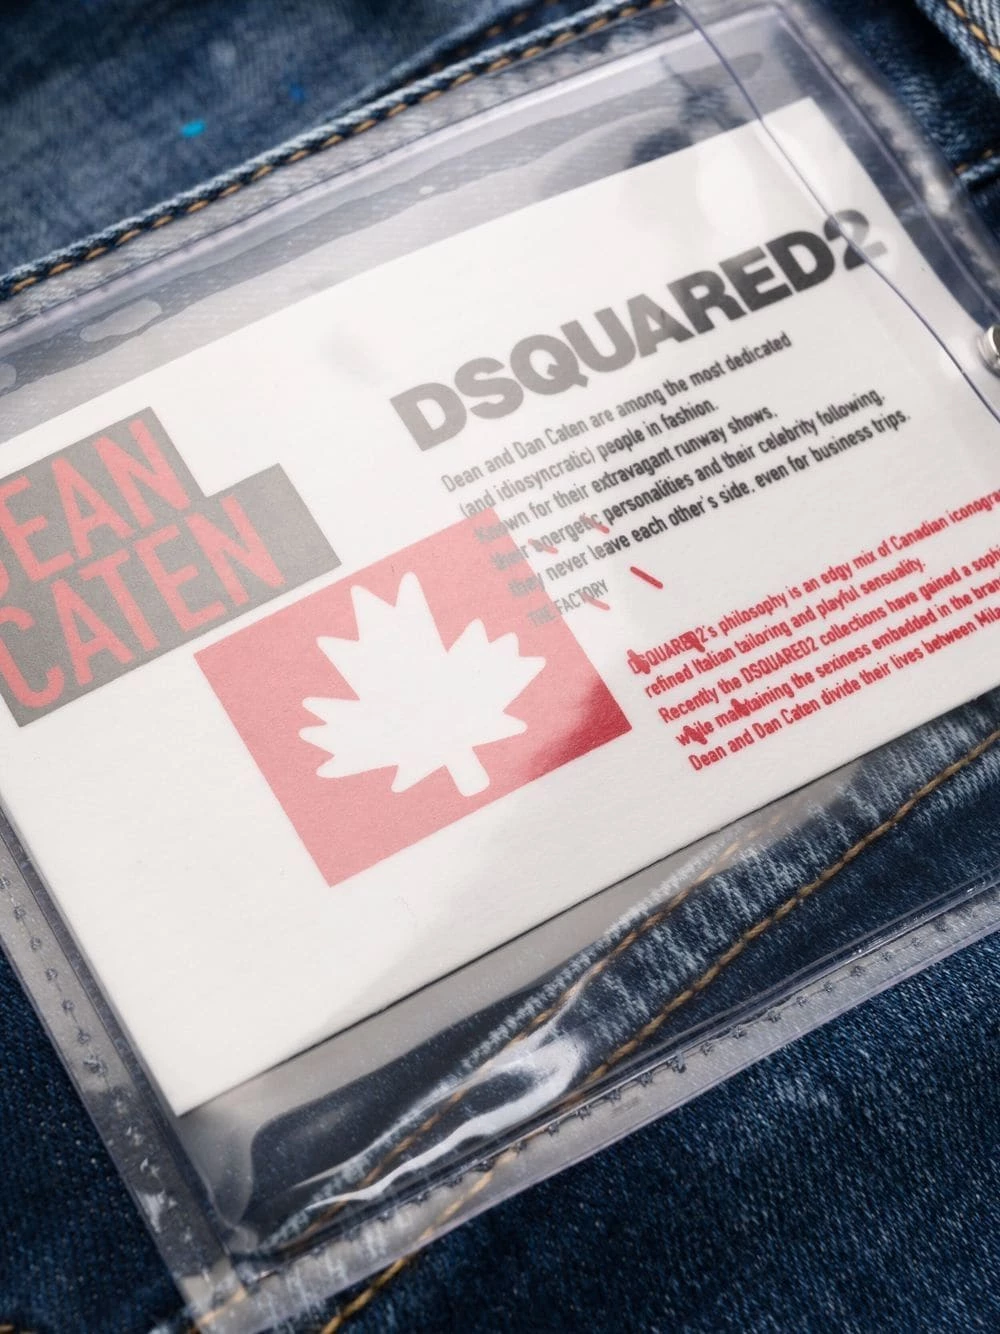 DEAN
CATEN
DSQUARED2
Dean and Dan Caten are among the most dedicated
(and idiosyncratic) people in fashion.
Known for their extravagant runway shows,
energetic personalities and their celebrity following.
They never leave each other's side, even for business trips.
THE FACTORY
DSQUARED2's philosophy is an edgy mix of Canadian iconogra
refined Italian tailoring and playful sensuality.
Recently the DSQUARED2 collections have gained a sophi
while maintaining the sexiness embedded in the bran
Dean and Dan Caten divide their lives between Mila